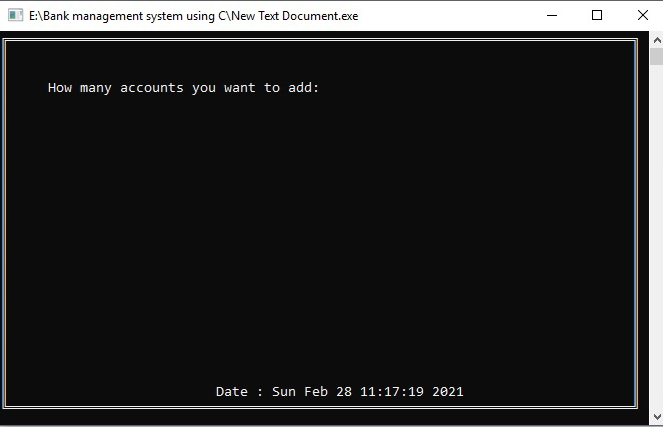 E:\Bank management system using C\New Text Document.exe
How many accounts you want to add:
Date : Sun Feb 28 11:17:19 2021